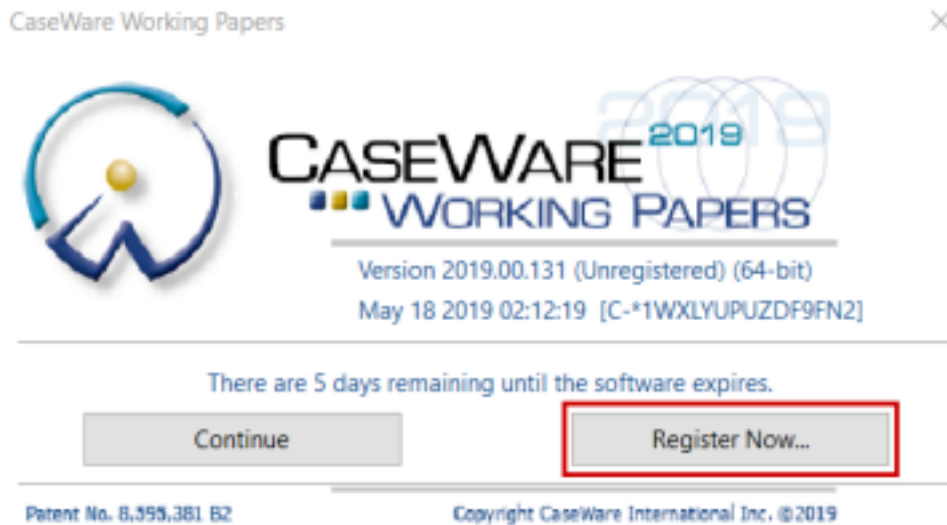 CaseWare Working Papers
2019
CASEWARE 2019
WORKING PAPERS
Version 2019.00.131 (Unregistered) (64-bit)
May 18 2019 02:12:19 [C-*1WXLYUPUZDF9FN2]
There are 5 days remaining until the software expires.
Continue
Register Now...
Patent No. 8,595,381 B2
Copyright CaseWare International Inc. ©2019